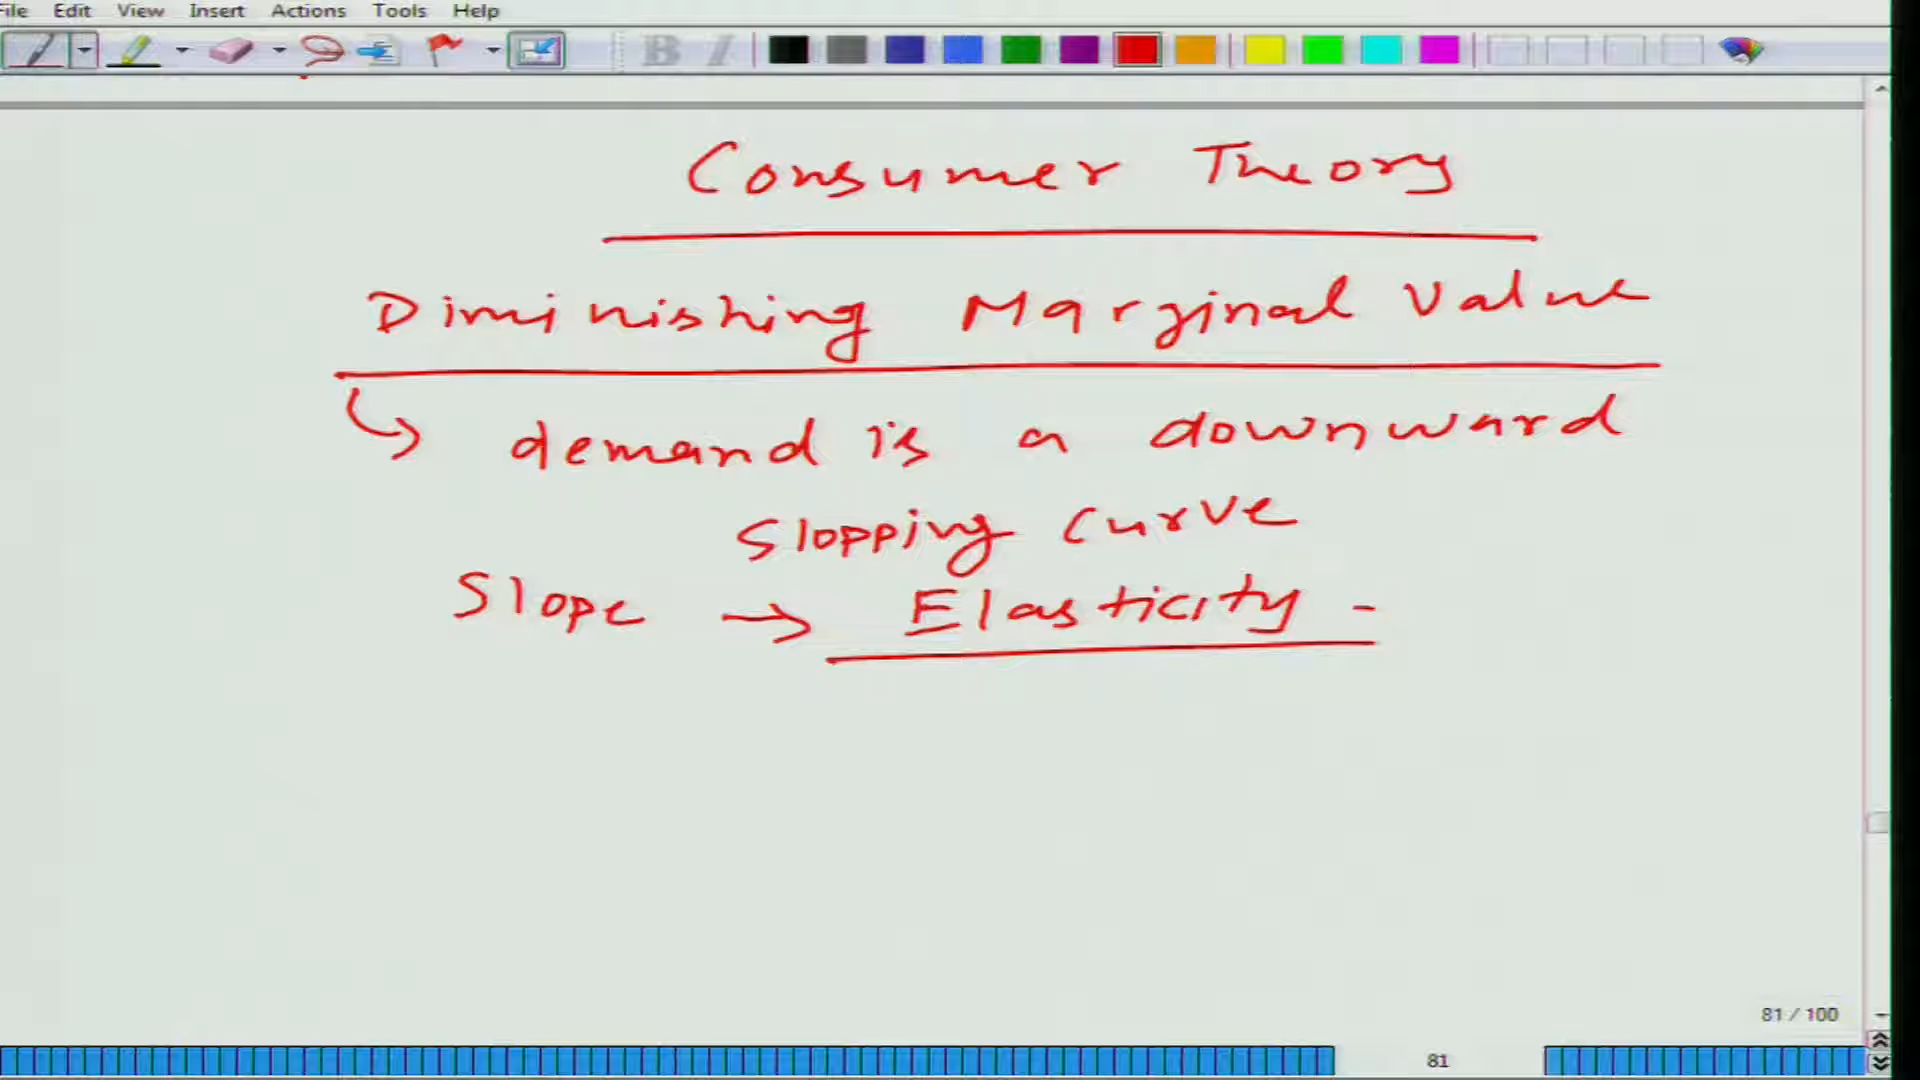 File Edit View Insert Actions Tools Help
B I
Consumer Theory
Diminishing Marginal Value
↳ demand is a downward
Slopping curve
Slope → Elasticity -
81 / 100
81